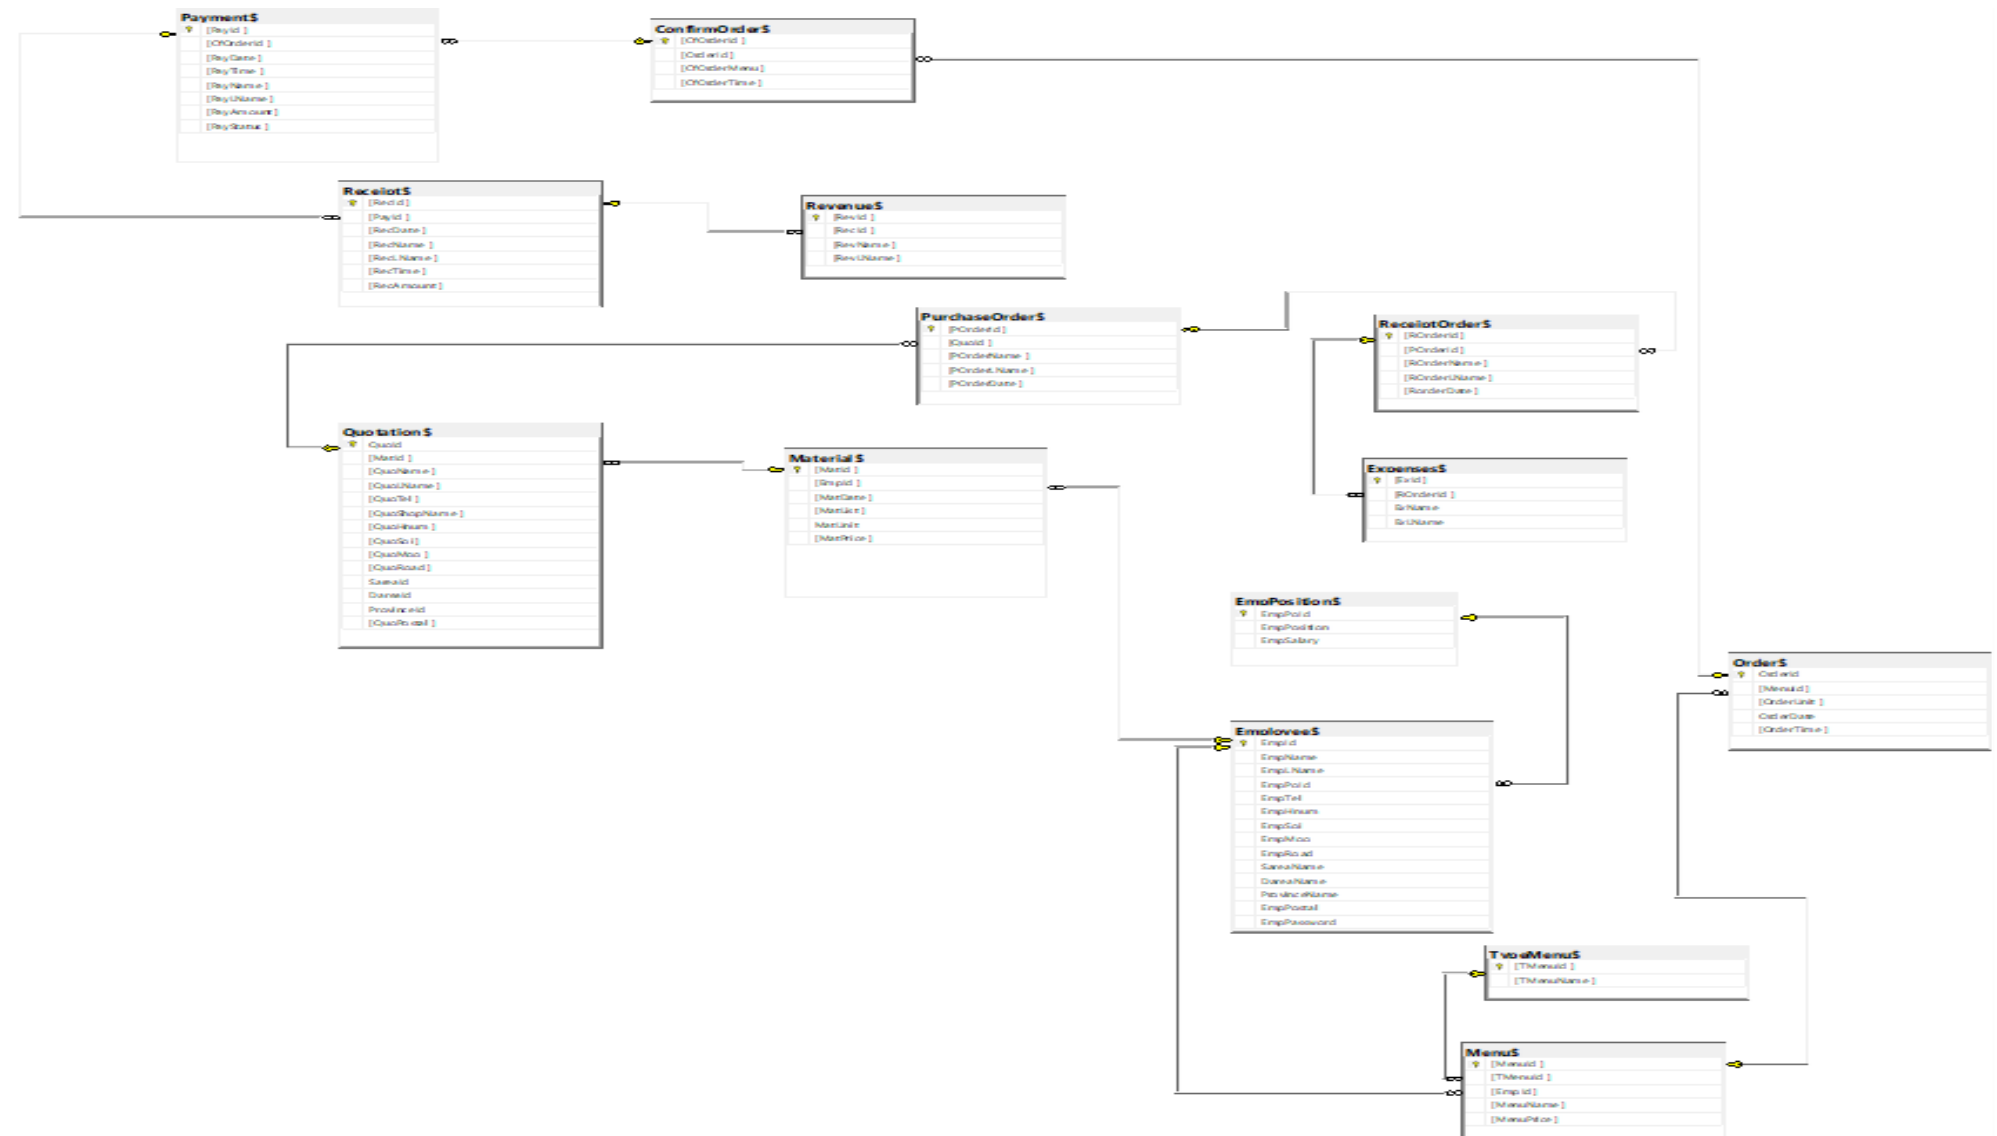 Payment$
[PayId ]
[CfOrderId ]
[PayDate ]
[PayTime ]
[PayName ]
[PayLName ]
[PayAmount ]
[PayStatus ]
ConfirmOrder$
[CfOrderId ]
[OrderId ]
[CfOrderMenu ]
[CfOrderTime ]
Receipt$
[RecId ]
[PayId ]
[RecDate ]
[RecName ]
[RecLName ]
[RecTime ]
[RecAmount ]
Revenue$
[RevId ]
[RecId ]
[RevName ]
[RevLName ]
PurchaseOrder$
[POrderId ]
[QuoId ]
[POrderName ]
[POrderLName ]
[POrderDate ]
ReceiptOrder$
[ROrderId ]
[POrderId ]
[ROrderName ]
[ROrderLName ]
[RorderDate ]
Quotation$
QuoId
[MatId ]
[QuoName ]
[QuoLName ]
[QuoTel ]
[QuoShopName ]
[QuoHnum ]
[QuoSoi ]
[QuoMoo ]
[QuoRoad ]
SareaId
DareaId
ProvinceId
[QuoPostal ]
Material$
[MatId ]
[EmpId ]
[MatDate ]
[MatList ]
MatUnit
[MatPrice ]
Expenses$
[ExId ]
[ROrderId ]
ExName
ExLName
EmpPosition$
EmpPoId
EmpPosition
EmpSalary
Order$
OrderId
[MenuId ]
[OrderUnit ]
OrderDate
[OrderTime ]
Employee$
EmpId
EmpName
EmpLName
EmpPoId
EmpTel
EmpHnum
EmpSoi
EmpMoo
EmpRoad
SareaName
DareaName
ProvinceName
EmpPostal
EmpPassword
TypeMenu$
[TMenuId ]
[TMenuName ]
Menu$
[MenuId ]
[TMenuId ]
[EmpId ]
[MenuName ]
[MenuPrice ]